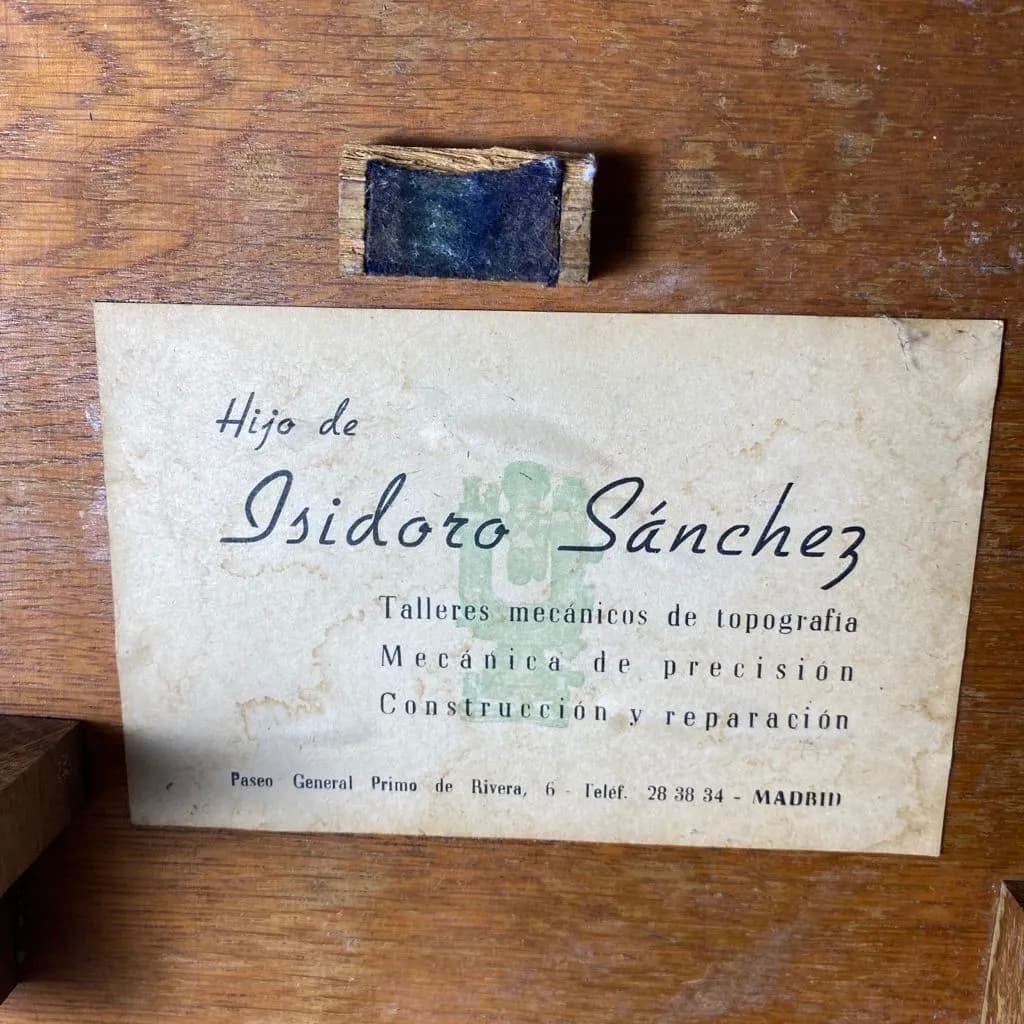 Hijo de
Isidoro Sánchez
Talleres mecánicos de topografía
Mecánica de precisión
Construcción y reparación
Paseo General Primo de Rivera, 6 - Teléf. 28 38 34 - MADRID